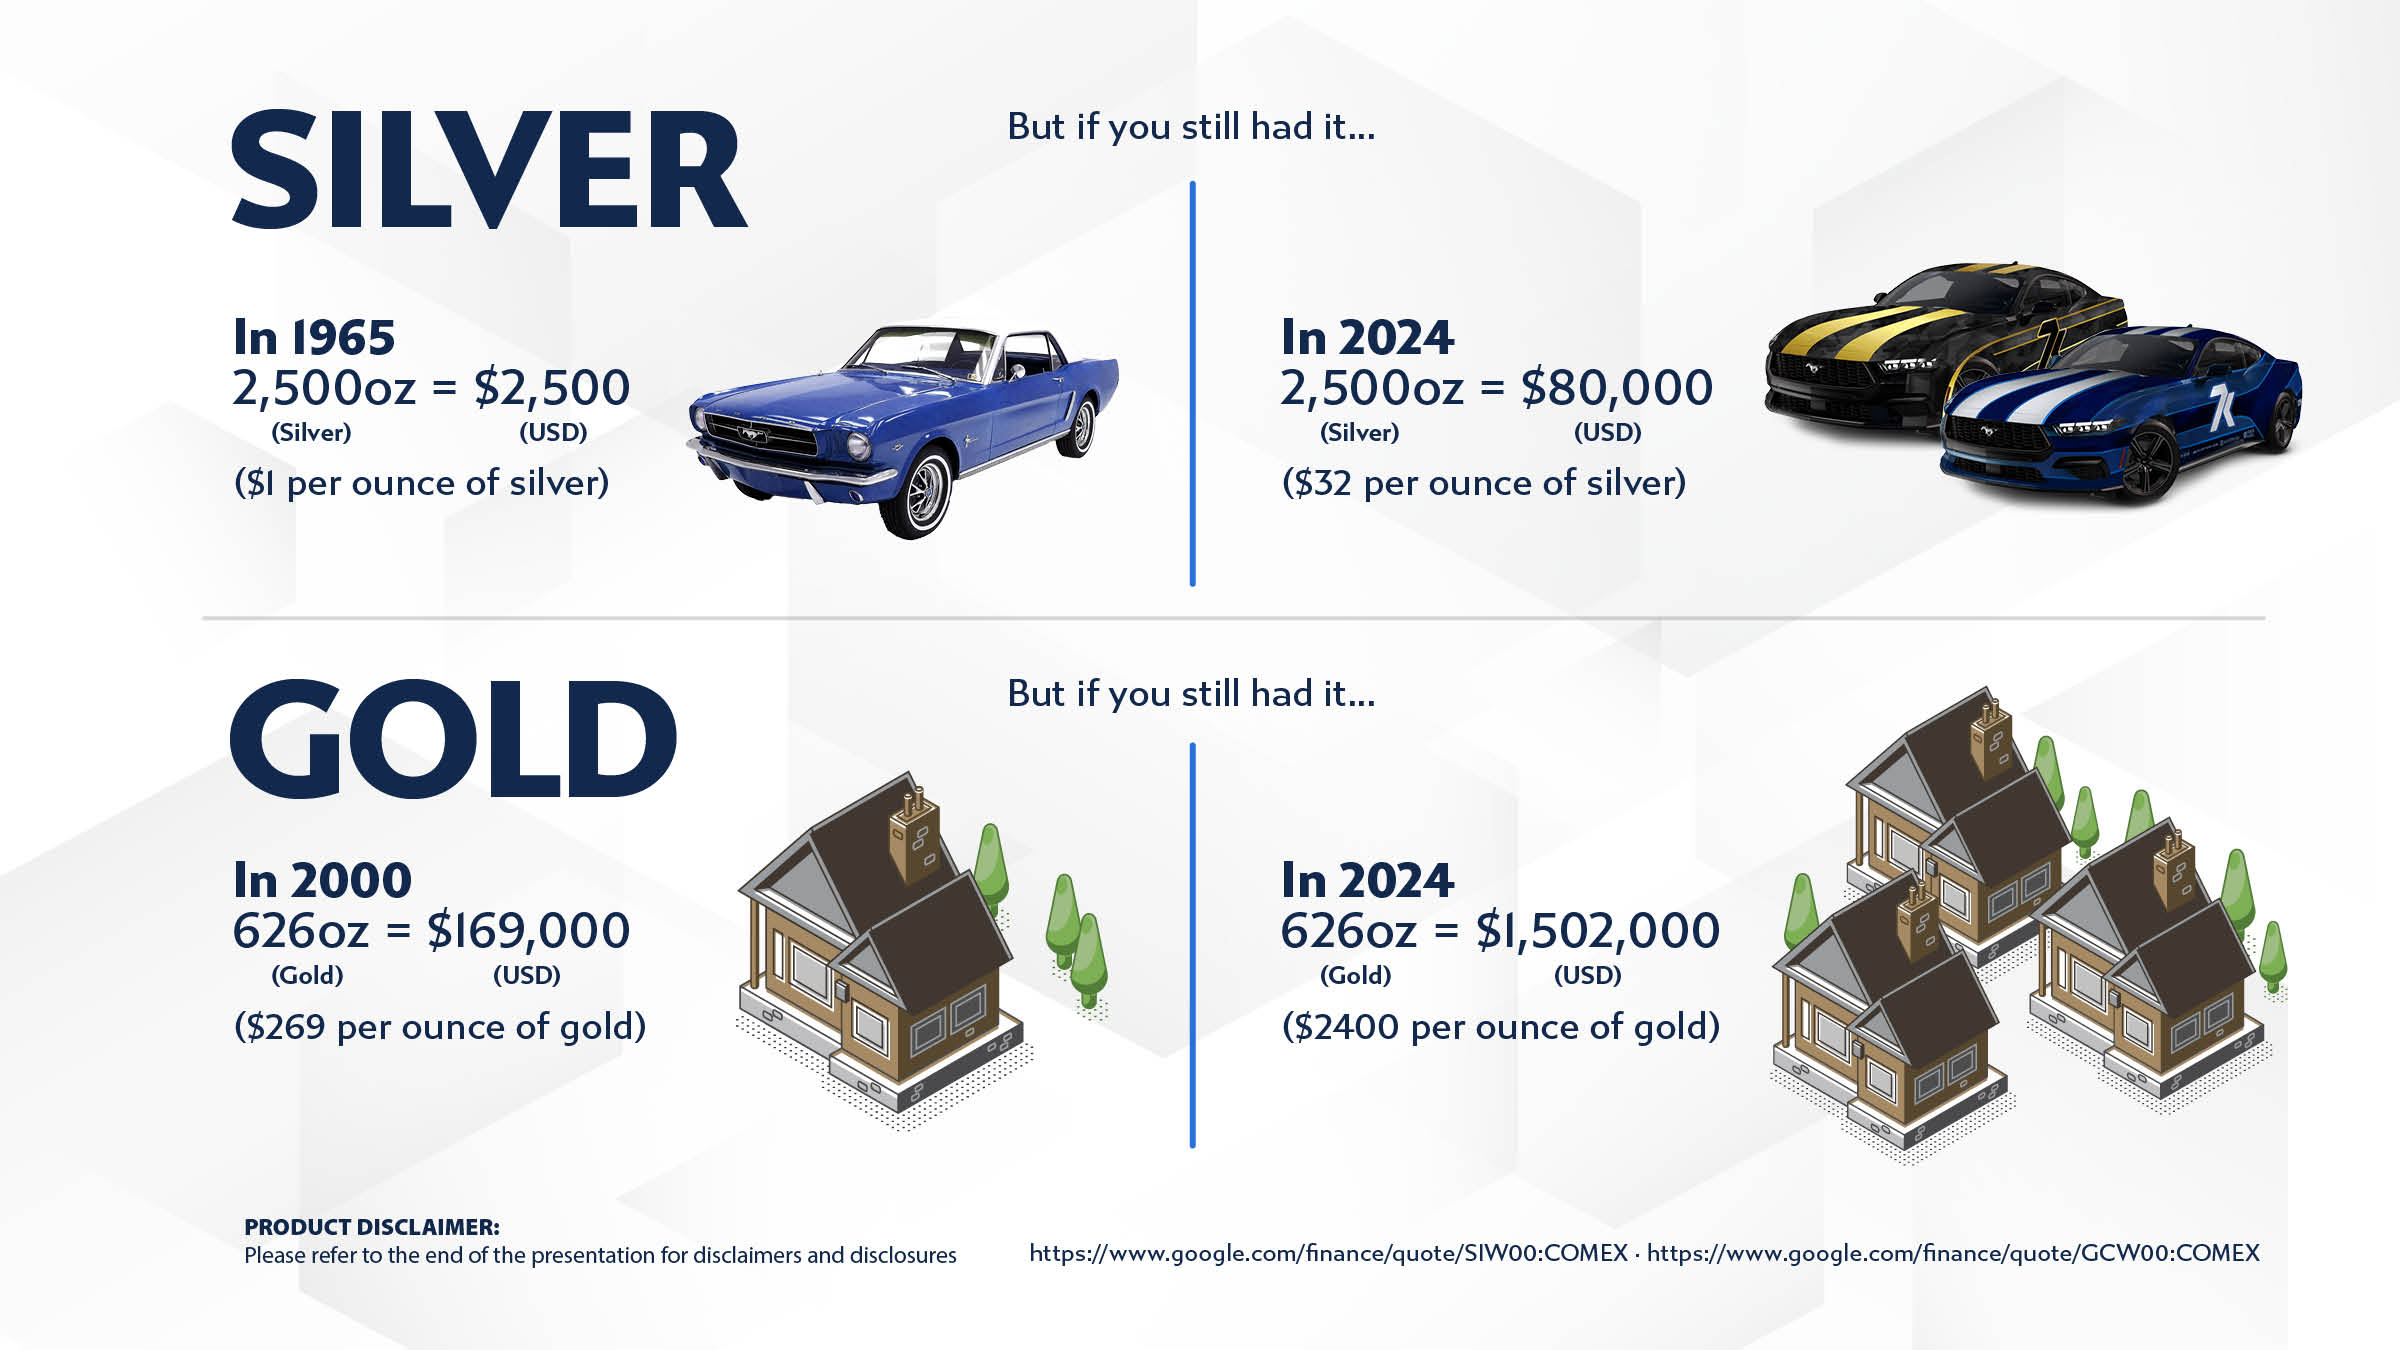 SILVER
But if you still had it...
In 1965
2,500oz = $2,500
(Silver) (USD)
($1 per ounce of silver)
In 2024
2,500oz = $80,000
(Silver) (USD)
($32 per ounce of silver)
7k
GOLD
But if you still had it...
In 2000
626oz = $169,000
(Gold) (USD)
($269 per ounce of gold)
In 2024
626oz = $1,502,000
(Gold) (USD)
($2400 per ounce of gold)
PRODUCT DISCLAIMER:
Please refer to the end of the presentation for disclaimers and disclosures
https://www.google.com/finance/quote/SIW00:COMEX · https://www.google.com/finance/quote/GCW00:COMEX